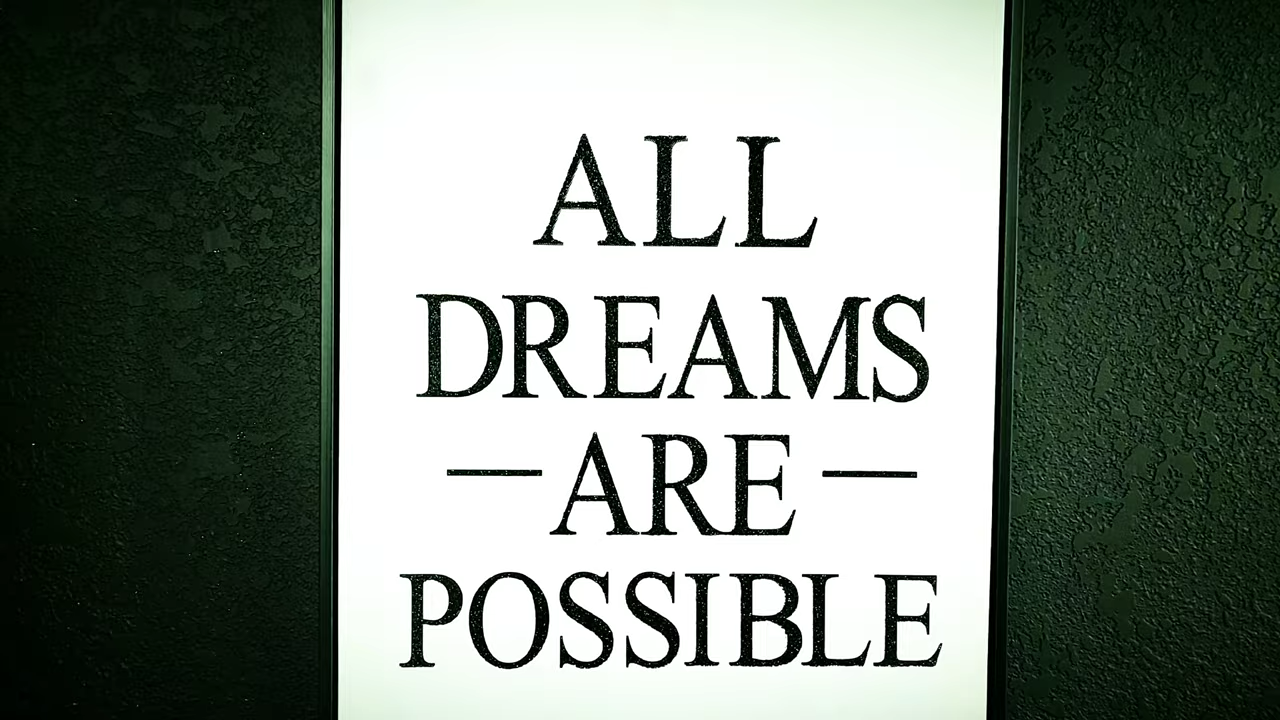 ALL
DREAMS
— ARE —
POSSIBLE